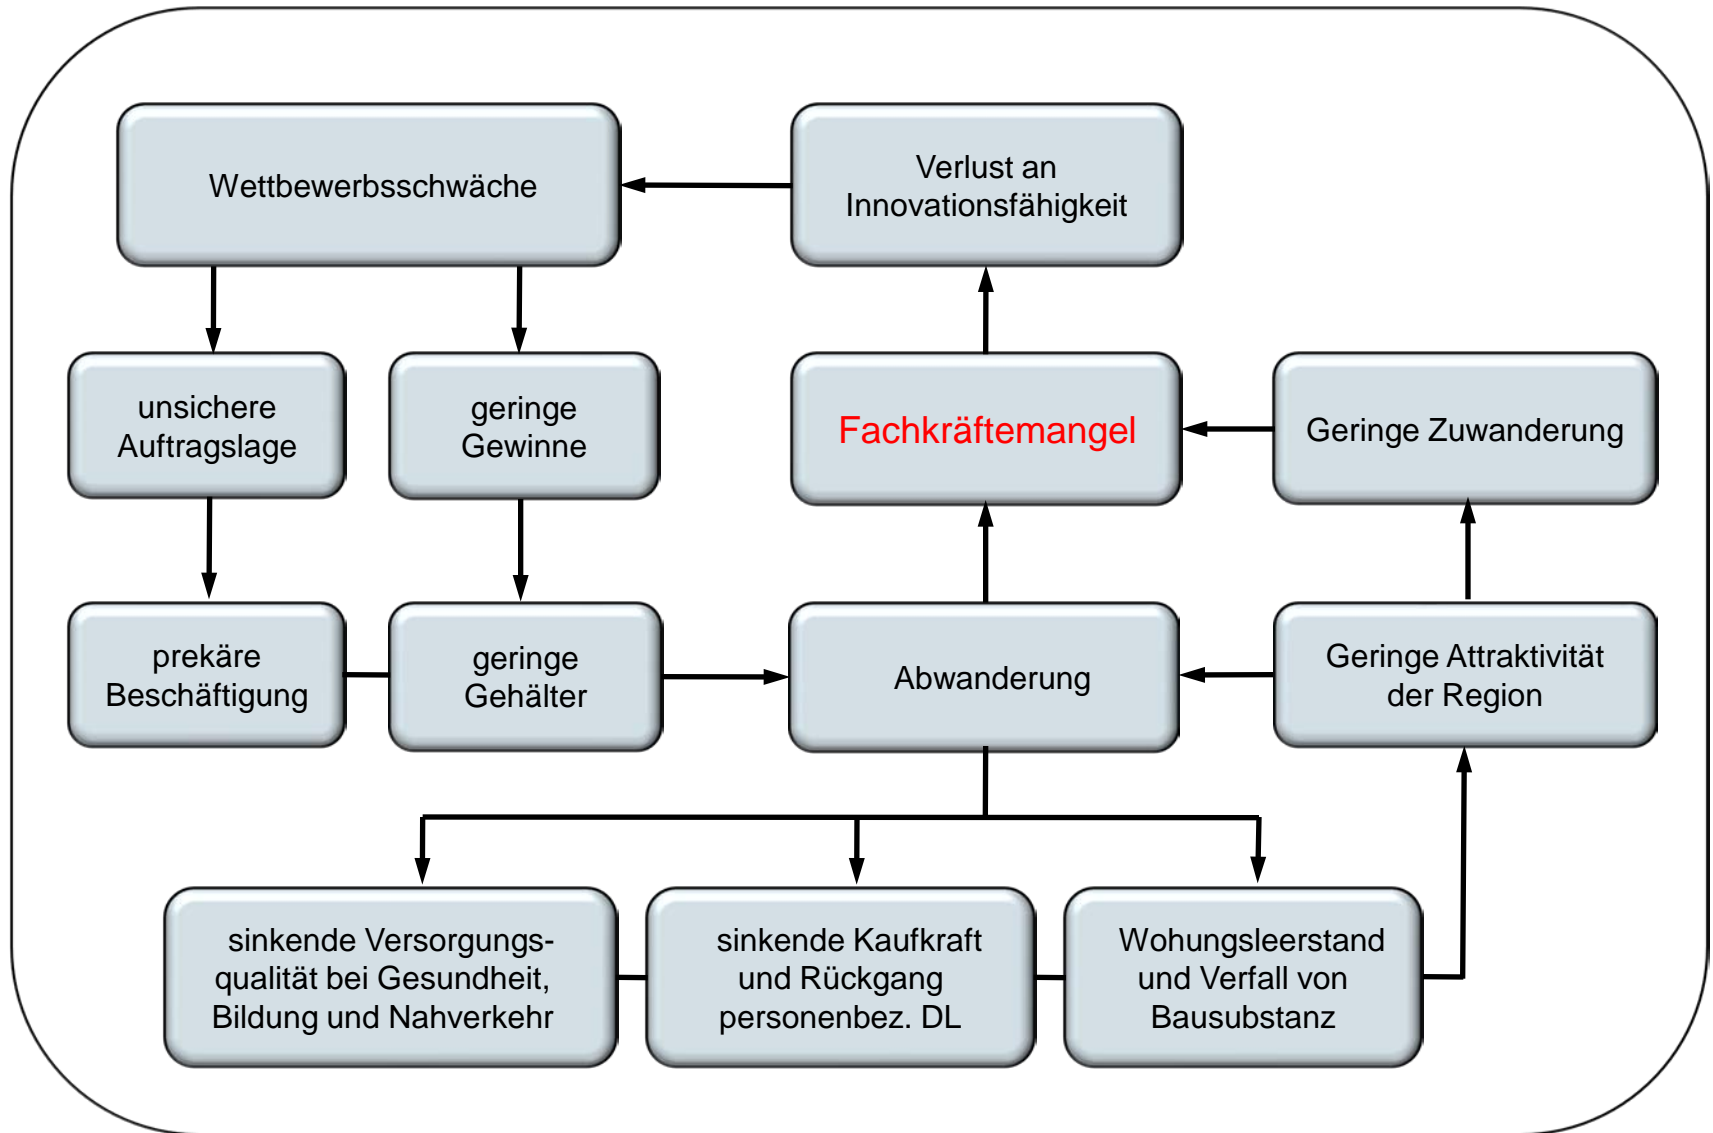 Wettbewerbsschwäche
Verlust an
Innovationsfähigkeit
unsichere
Auftragslage
geringe
Gewinne
Fachkräftemangel
Geringe Zuwanderung
prekäre
Beschäftigung
geringe
Gehälter
Abwanderung
Geringe Attraktivität
der Region
sinkende Versorgungs-
qualität bei Gesundheit,
Bildung und Nahverkehr
sinkende Kaufkraft
und Rückgang
personenbez. DL
Wohungsleerstand
und Verfall von
Bausubstanz